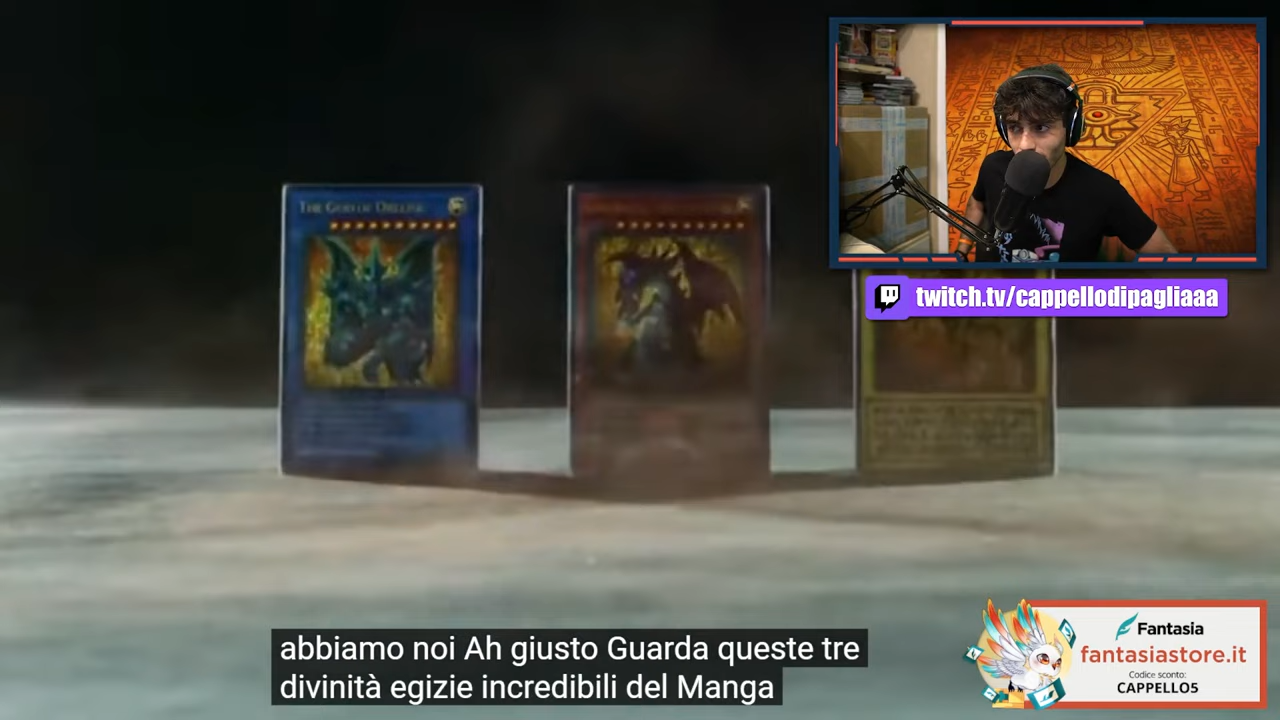 THE GOD OF OBELISK
twitch.tv/cappellodipagliaaa
abbiamo noi Ah giusto Guarda queste tre
divinità egizie incredibili del Manga
Fantasia
fantasiastore.it
Codice sconto:
CAPPELLO5